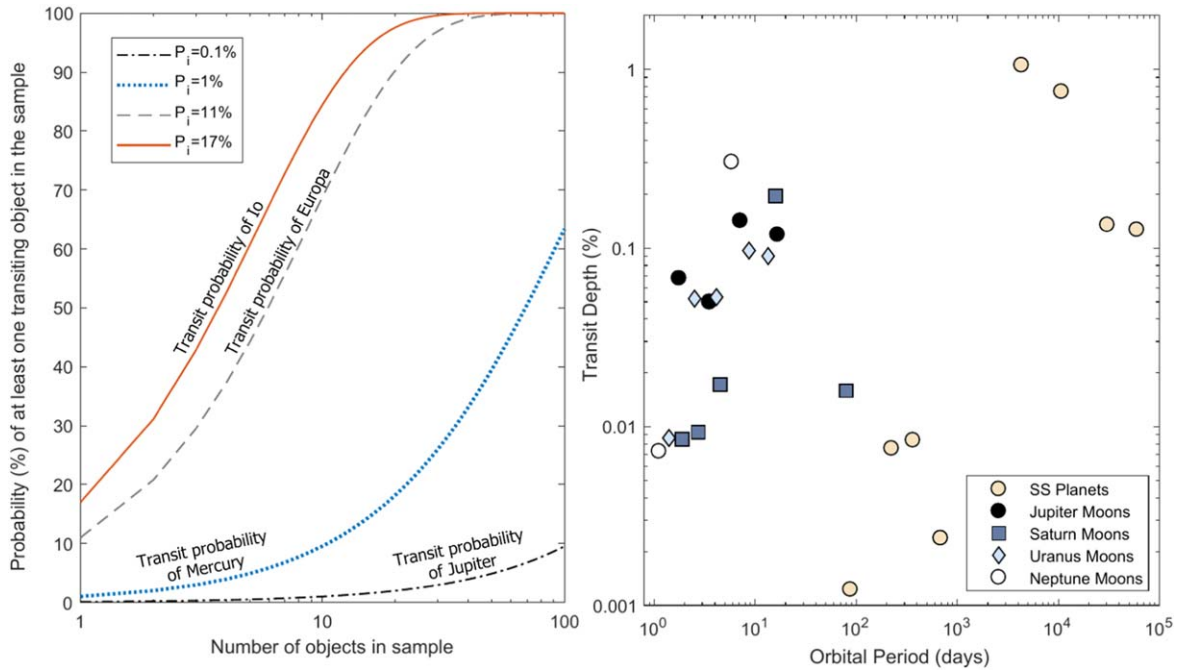 Probability (%) of at least one transiting object in the sample
100
90
80
70
60
50
40
30
20
10
0
P_i=0.1%
P_i=1%
P_i=11%
P_i=17%
Transit probability of Io
Transit probability of Europa
Transit probability
of Mercury
Transit probability
of Jupiter
1
10
100
Number of objects in sample
Transit Depth (%)
1
0.1
0.01
0.001
SS Planets
Jupiter Moons
Saturn Moons
Uranus Moons
Neptune Moons
10^0
10^1
10^2
10^3
10^4
10^5
Orbital Period (days)